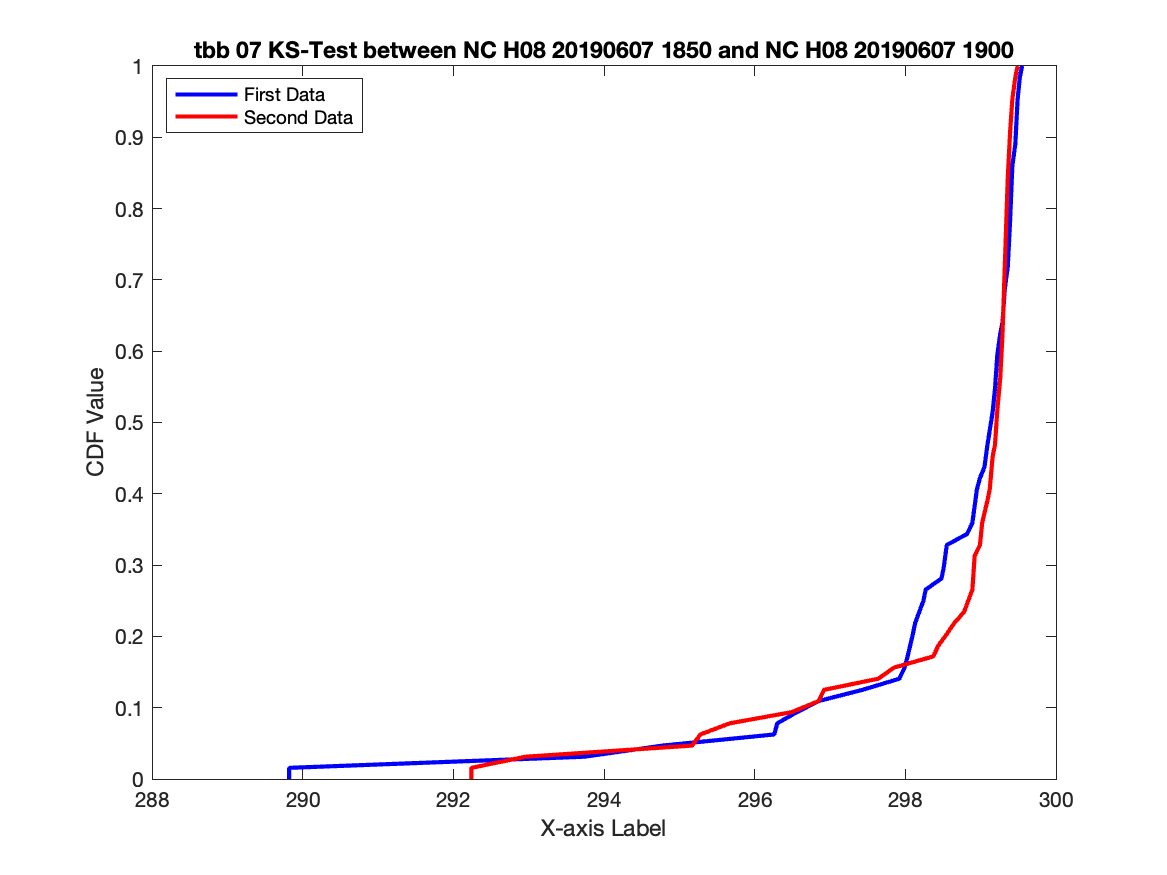 tbb 07 KS-Test between NC H08 20190607 1850 and NC H08 20190607 1900
First Data
Second Data
1
0.9
0.8
0.7
0.6
0.5
0.4
0.3
0.2
0.1
0
CDF Value
288 290 292 294 296 298 300
X-axis Label